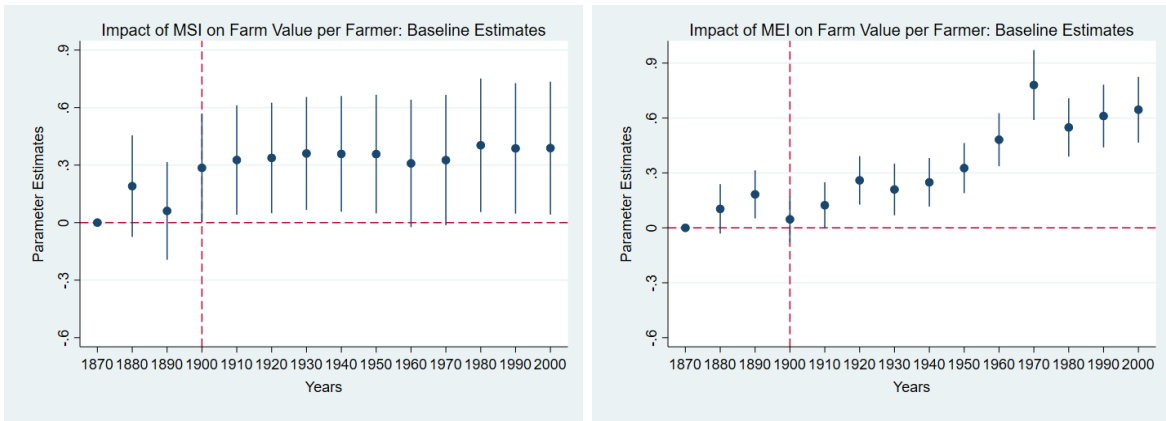 Impact of MSI on Farm Value per Farmer: Baseline Estimates
Parameter Estimates
.9
.6
.3
0
-.3
-.6
1870 1880 1890 1900 1910 1920 1930 1940 1950 1960 1970 1980 1990 2000
Years
Impact of MEI on Farm Value per Farmer: Baseline Estimates
Parameter Estimates
.9
.6
.3
0
-.3
-.6
1870 1880 1890 1900 1910 1920 1930 1940 1950 1960 1970 1980 1990 2000
Years